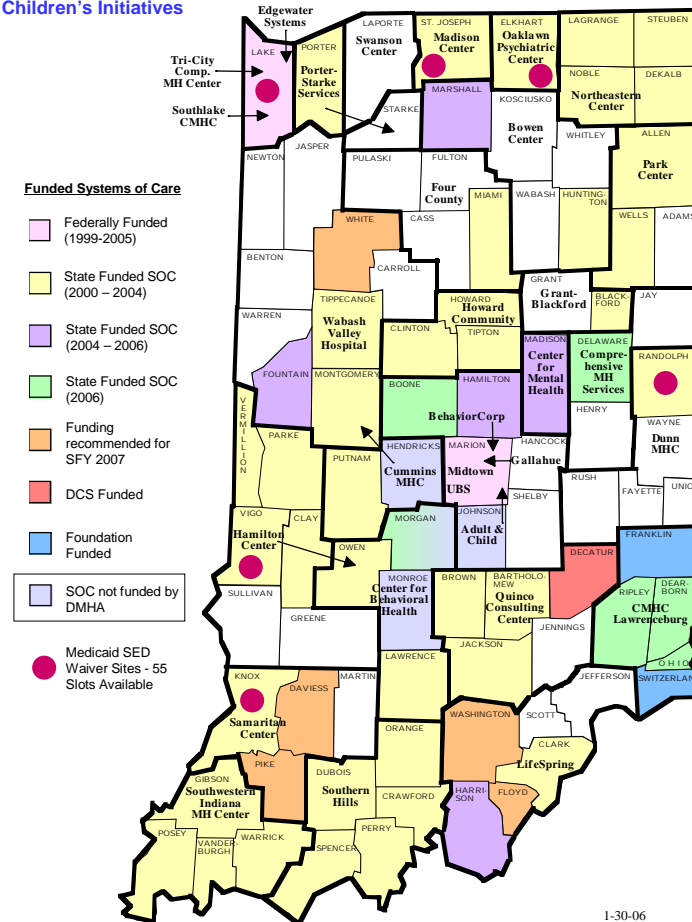 Children's Initiatives
Edgewater
Systems
LAPORTE
Swanson
Center
ST. JOSEPH
Madison
Center
ELKHART
Oaklawn
Psychiatric
Center
LAGRANGE
STEUBEN
LAKE
PORTER
Tri-City
Comp.
MH Center
Porter-
Starke
Services
NOBLE
DEKALB
Northeastern
Center
Southlake
CMHC
STARKE
MARSHALL
KOSCIUSKO
Bowen
Center
WHITLEY
ALLEN
Park
Center
NEWTON
JASPER
PULASKI
FULTON
Four
County
MIAMI
WABASH
HUNTING-
TON
WELLS
ADAMS
Funded Systems of Care
Federally Funded
(1999-2005)
State Funded SOC
(2000 – 2004)
State Funded SOC
(2004 – 2006)
State Funded SOC
(2006)
Funding
recommended for
SFY 2007
DCS Funded
Foundation
Funded
SOC not funded by
DMHA
Medicaid SED
Waiver Sites - 55
Slots Available
WHITE
CASS
BENTON
CARROLL
GRANT
Grant-
Blackford
BLACK-
FORD
JAY
TIPPECANOE
Wabash
Valley
Hospital
HOWARD
Howard
Community
WARREN
CLINTON
TIPTON
MADISON
Center
for
Mental
Health
DELAWARE
Compre-
hensive
MH
Services
RANDOLPH
FOUNTAIN
MONTGOMERY
BOONE
HAMILTON
BehaviorCorp
HENRY
WAYNE
Dunn
MHC
VERMILLION
PARKE
PUTNAM
HENDRICKS
Cummins
MHC
MARION
Midtown
UBS
HANCOCK
Gallahue
SHELBY
RUSH
FAYETTE
UNIO
VIGO
CLAY
Hamilton
Center
OWEN
MORGAN
JOHNSON
Adult &
Child
FRANKLIN
DECATUR
SULLIVAN
GREENE
MONROE
Center for
Behavioral
Health
BROWN
BARTHOLO-
MEW
Quinco
Consulting
Center
RIPLEY
DEAR-
BORN
CMHC
Lawrenceburg
OHIO
JENNINGS
JACKSON
LAWRENCE
JEFFERSON
SWITZERLAN
KNOX
DAVIESS
MARTIN
Samaritan
Center
ORANGE
WASHINGTON
SCOTT
CLARK
LifeSpring
PIKE
GIBSON
Southwestern
Indiana
MH Center
DUBOIS
Southern
Hills
CRAWFORD
HARRI-
SON
FLOYD
POSEY
VANDER-
BURGH
WARRICK
SPENCER
PERRY
1-30-06